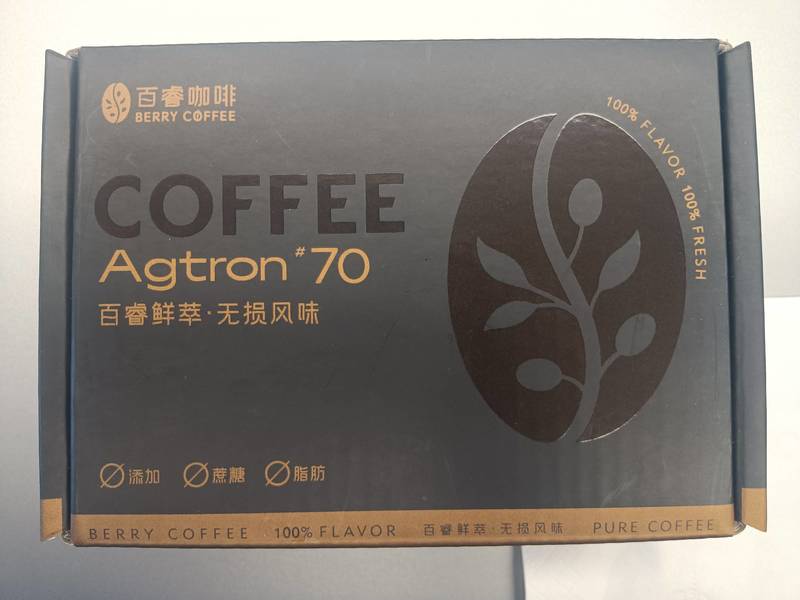 百睿咖啡
BERRY COFFEE
100% FLAVOR 100% FRESH
COFFEE
Agtron #70
百睿鲜萃·无损风味
添加 蔗糖 脂肪
BERRY COFFEE 100% FLAVOR 百睿鲜萃·无损风味 PURE COFFEE